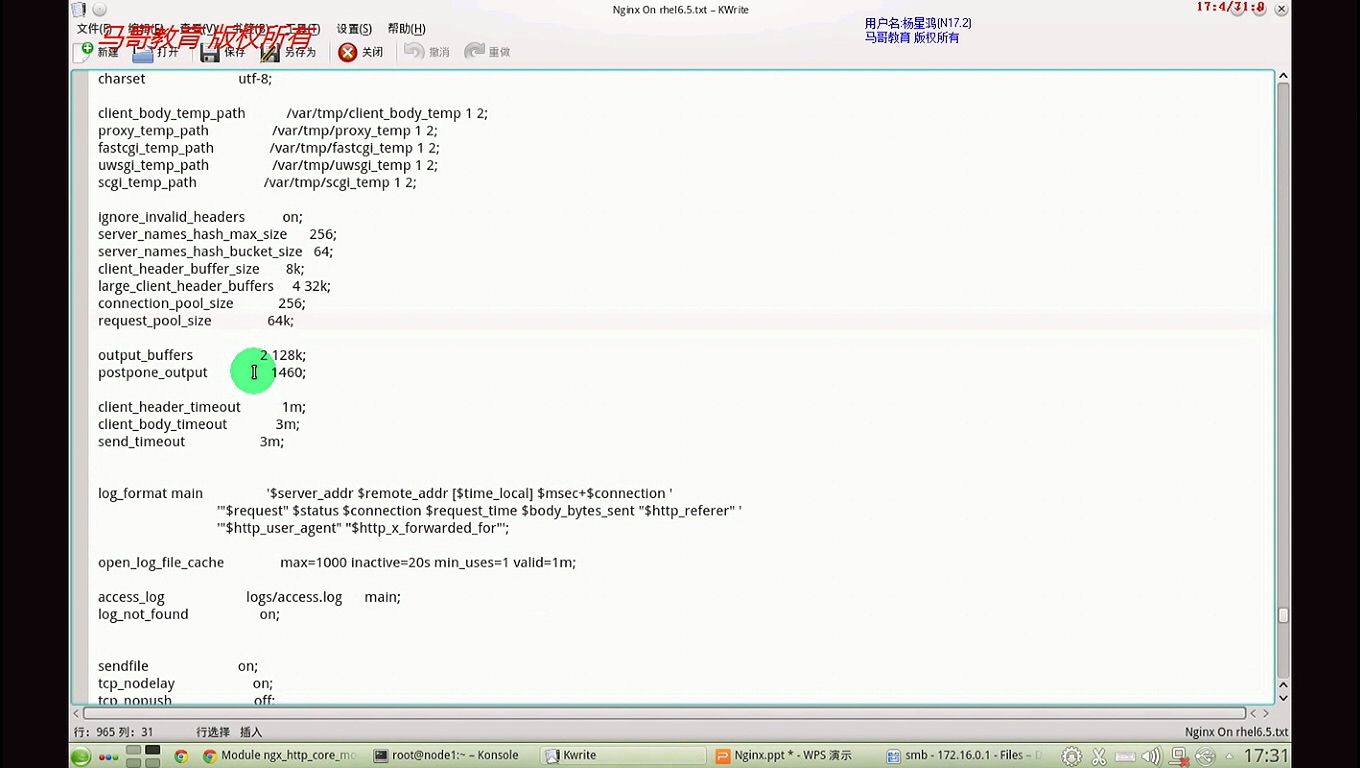 Nginx On rhel6.5.txt – KWrite
17:4/31:8
文件(F) 编辑(E) 查看(V) 书签(B) 工具(T) 设置(S) 帮助(H)
用户名:杨星鸿(N17.2)
马哥教育 版权所有
马哥教育 版权所有
新建 打开 保存 另存为 关闭 撤消 重做
charset utf-8;
client_body_temp_path /var/tmp/client_body_temp 1 2;
proxy_temp_path /var/tmp/proxy_temp 1 2;
fastcgi_temp_path /var/tmp/fastcgi_temp 1 2;
uwsgi_temp_path /var/tmp/uwsgi_temp 1 2;
scgi_temp_path /var/tmp/scgi_temp 1 2;
ignore_invalid_headers on;
server_names_hash_max_size 256;
server_names_hash_bucket_size 64;
client_header_buffer_size 8k;
large_client_header_buffers 4 32k;
connection_pool_size 256;
request_pool_size 64k;
output_buffers 2 128k;
postpone_output 1460;
client_header_timeout 1m;
client_body_timeout 3m;
send_timeout 3m;
log_format main '$server_addr $remote_addr [$time_local] $msec+$connection '
'"$request" $status $connection $request_time $body_bytes_sent "$http_referer" '
'"$http_user_agent" "$http_x_forwarded_for"';
open_log_file_cache max=1000 inactive=20s min_uses=1 valid=1m;
access_log logs/access.log main;
log_not_found on;
sendfile on;
tcp_nodelay on;
tcp_nopush off;
行: 965 列: 31 行选择 插入 Nginx On rhel6.5.txt
Module ngx_http_core_mo root@node1:~ – Konsole Kwrite Nginx.ppt * - WPS 演示 smb - 172.16.0.1 - Files – 17:31